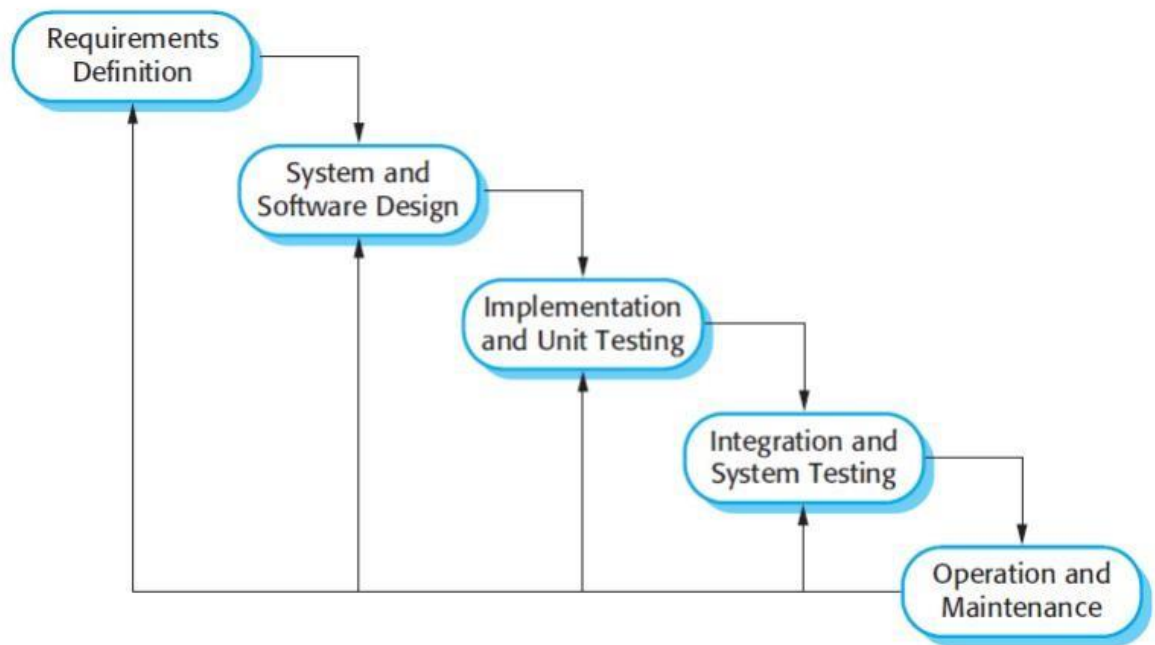 Requirements
Definition
System and
Software Design
Implementation
and Unit Testing
Integration and
System Testing
Operation and
Maintenance